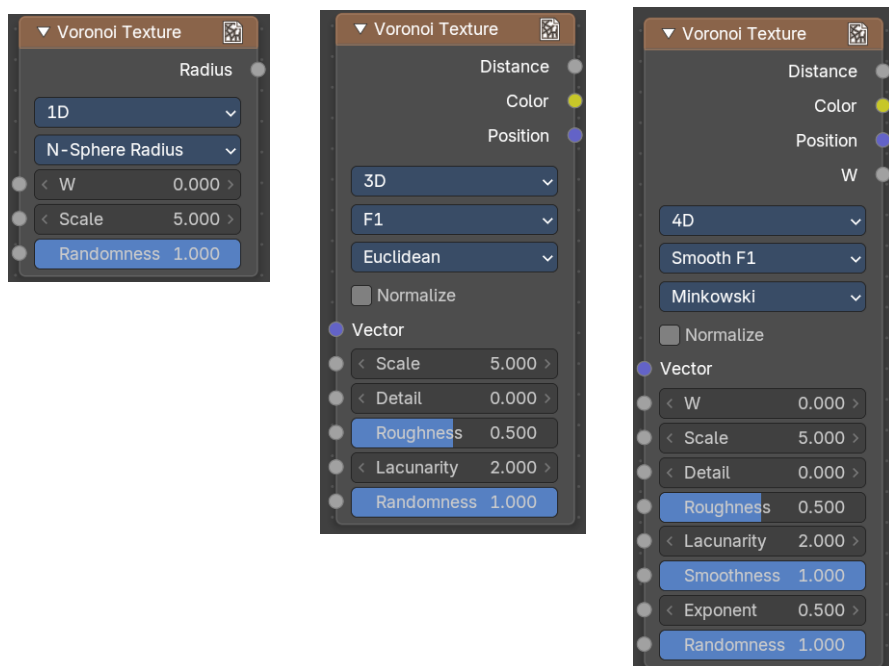 Voronoi Texture
Radius
1D
N-Sphere Radius
W 0.000
Scale 5.000
Randomness 1.000
Voronoi Texture
Distance
Color
Position
3D
F1
Euclidean
Normalize
Vector
Scale 5.000
Detail 0.000
Roughness 0.500
Lacunarity 2.000
Randomness 1.000
Voronoi Texture
Distance
Color
Position
W
4D
Smooth F1
Minkowski
Normalize
Vector
W 0.000
Scale 5.000
Detail 0.000
Roughness 0.500
Lacunarity 2.000
Smoothness 1.000
Exponent 0.500
Randomness 1.000